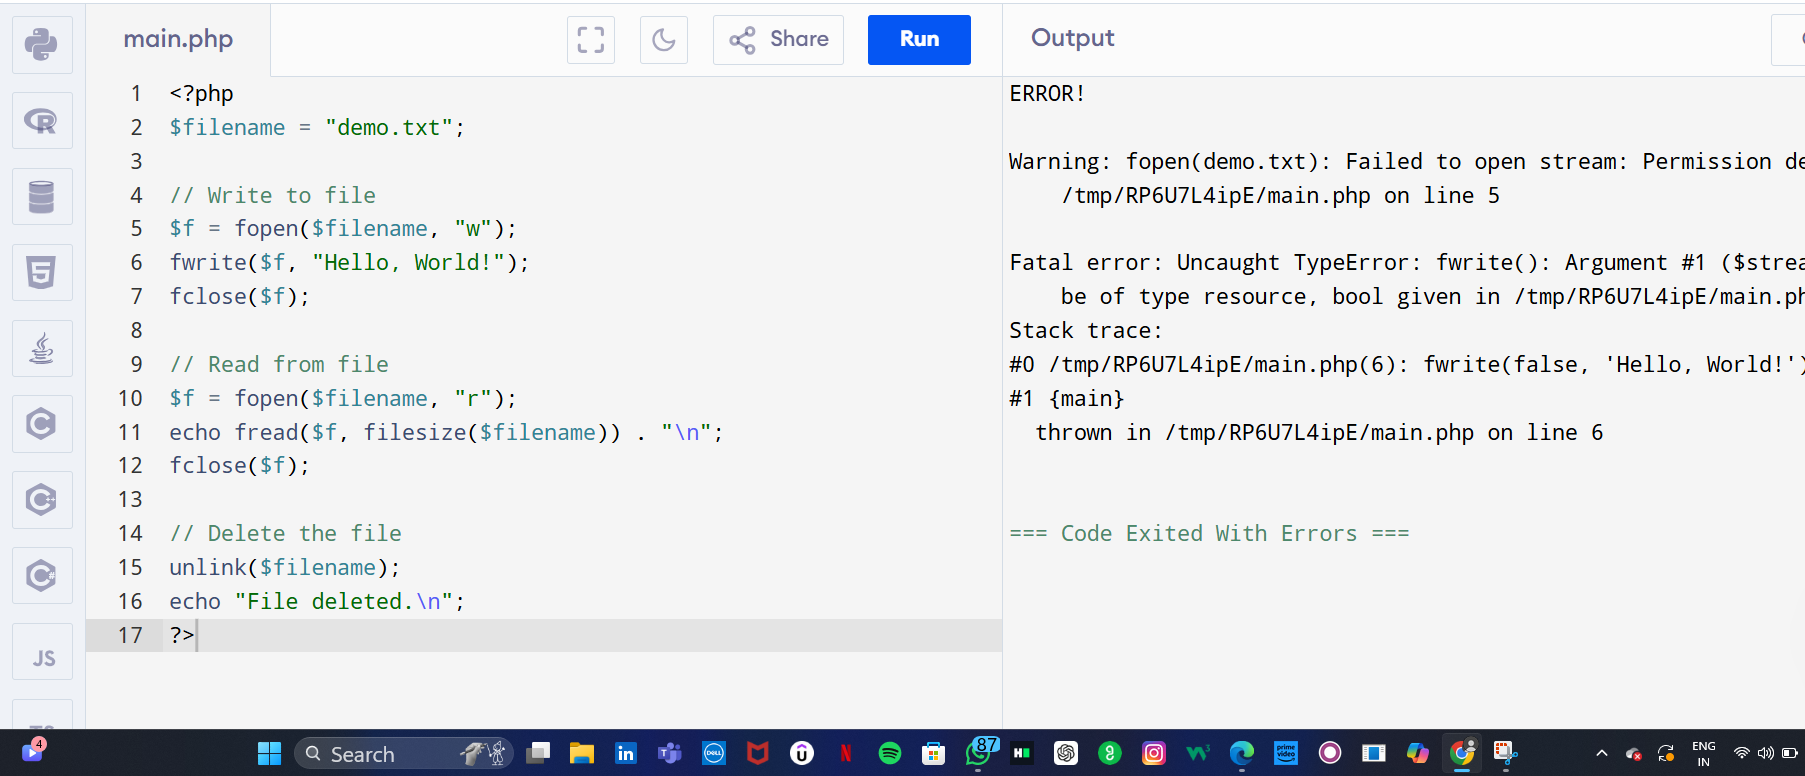 main.php
Share
Run
Output
1 <?php
2 $filename = "demo.txt";
3
4 // Write to file
5 $f = fopen($filename, "w");
6 fwrite($f, "Hello, World!");
7 fclose($f);
8
9 // Read from file
10 $f = fopen($filename, "r");
11 echo fread($f, filesize($filename)) . "\n";
12 fclose($f);
13
14 // Delete the file
15 unlink($filename);
16 echo "File deleted.\n";
17 ?>
ERROR!
Warning: fopen(demo.txt): Failed to open stream: Permission de
/tmp/RP6U7L4ipE/main.php on line 5
Fatal error: Uncaught TypeError: fwrite(): Argument #1 ($strea
be of type resource, bool given in /tmp/RP6U7L4ipE/main.ph
Stack trace:
#0 /tmp/RP6U7L4ipE/main.php(6): fwrite(false, 'Hello, World!')
#1 {main}
thrown in /tmp/RP6U7L4ipE/main.php on line 6
=== Code Exited With Errors ===
JS
4
Search
87
ENG
IN